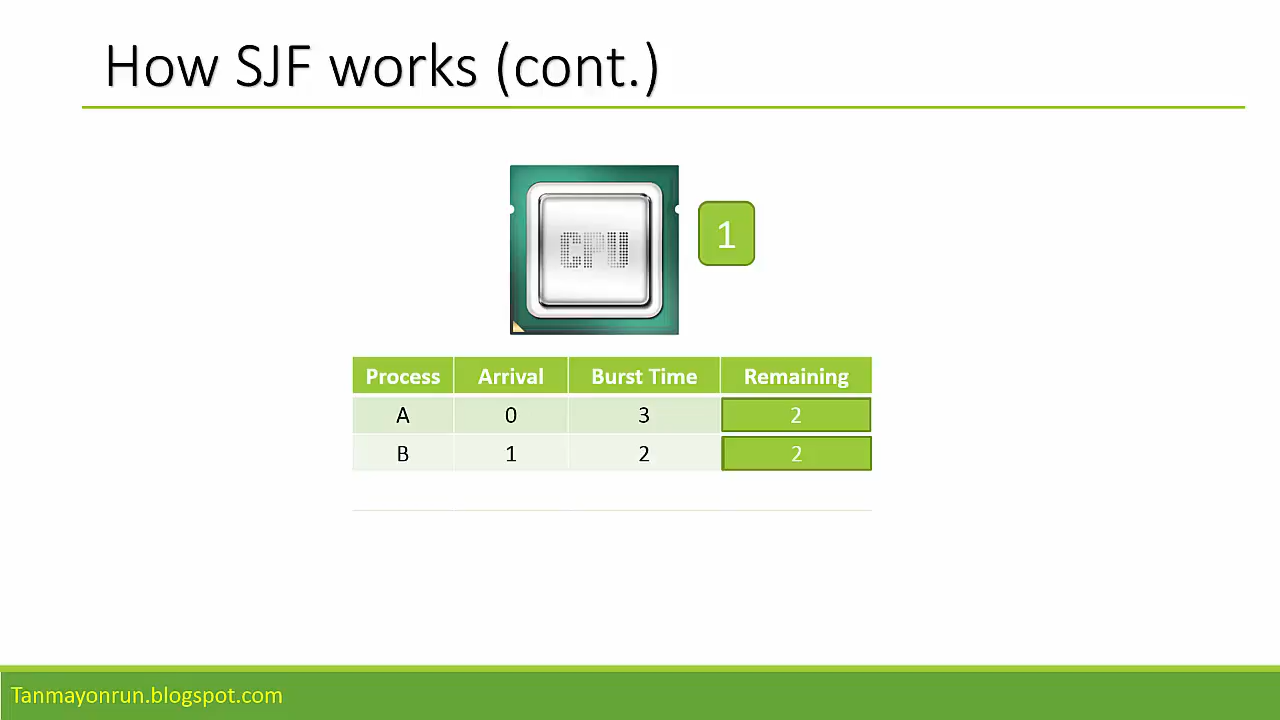 How SJF works (cont.)
CPU
1
Process Arrival Burst Time Remaining
A 0 3 2
B 1 2 2
Tanmayonrun.blogspot.com